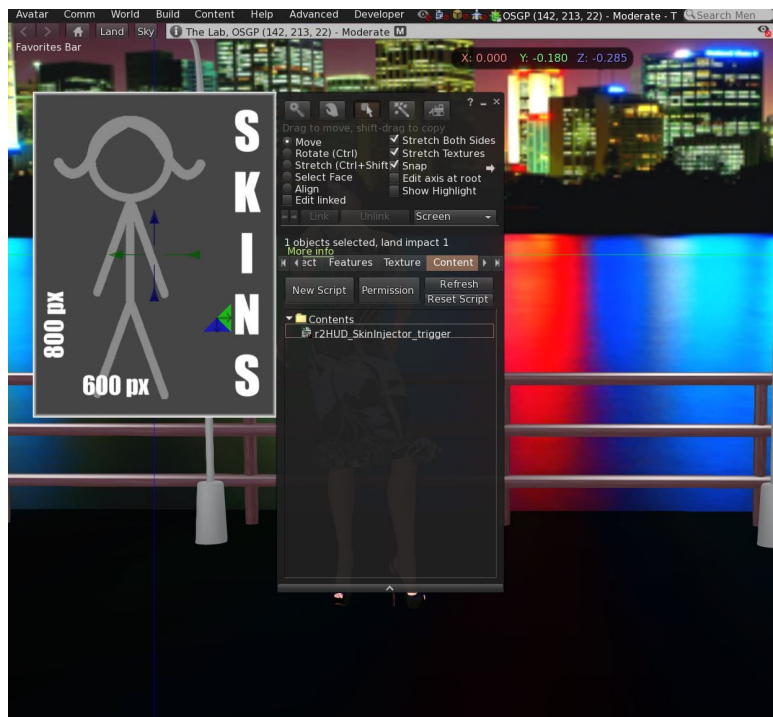 Avatar Comm World Build Content Help Advanced Developer OSGP (142, 213, 22) - Moderate - T Search Men
Land Sky The Lab, OSGP (142, 213, 22) - Moderate M
Favorites Bar
X: 0.000 Y: -0.180 Z: -0.285
SKINS
800 px
600 px
? _ ×
Drag to move, shift-drag to copy
Move
Rotate (Ctrl)
Stretch (Ctrl+Shift)
Select Face
Align
Edit linked
Stretch Both Sides
Stretch Textures
Snap
Edit axis at root
Show Highlight
Link Unlink Screen
1 objects selected, land impact 1
More info
ect Features Texture Content
New Script Permission Refresh
Reset Script
Contents
r2HUD_SkinInjector_trigger